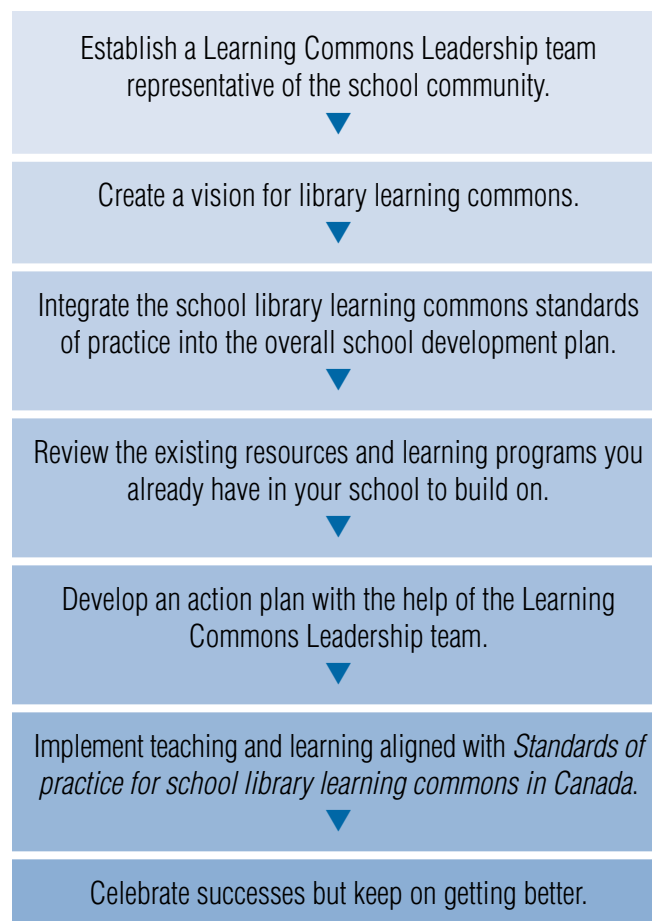 Establish a Learning Commons Leadership team
representative of the school community.
Create a vision for library learning commons.
Integrate the school library learning commons standards
of practice into the overall school development plan.
Review the existing resources and learning programs you
already have in your school to build on.
Develop an action plan with the help of the Learning
Commons Leadership team.
Implement teaching and learning aligned with Standards of
practice for school library learning commons in Canada.
Celebrate successes but keep on getting better.